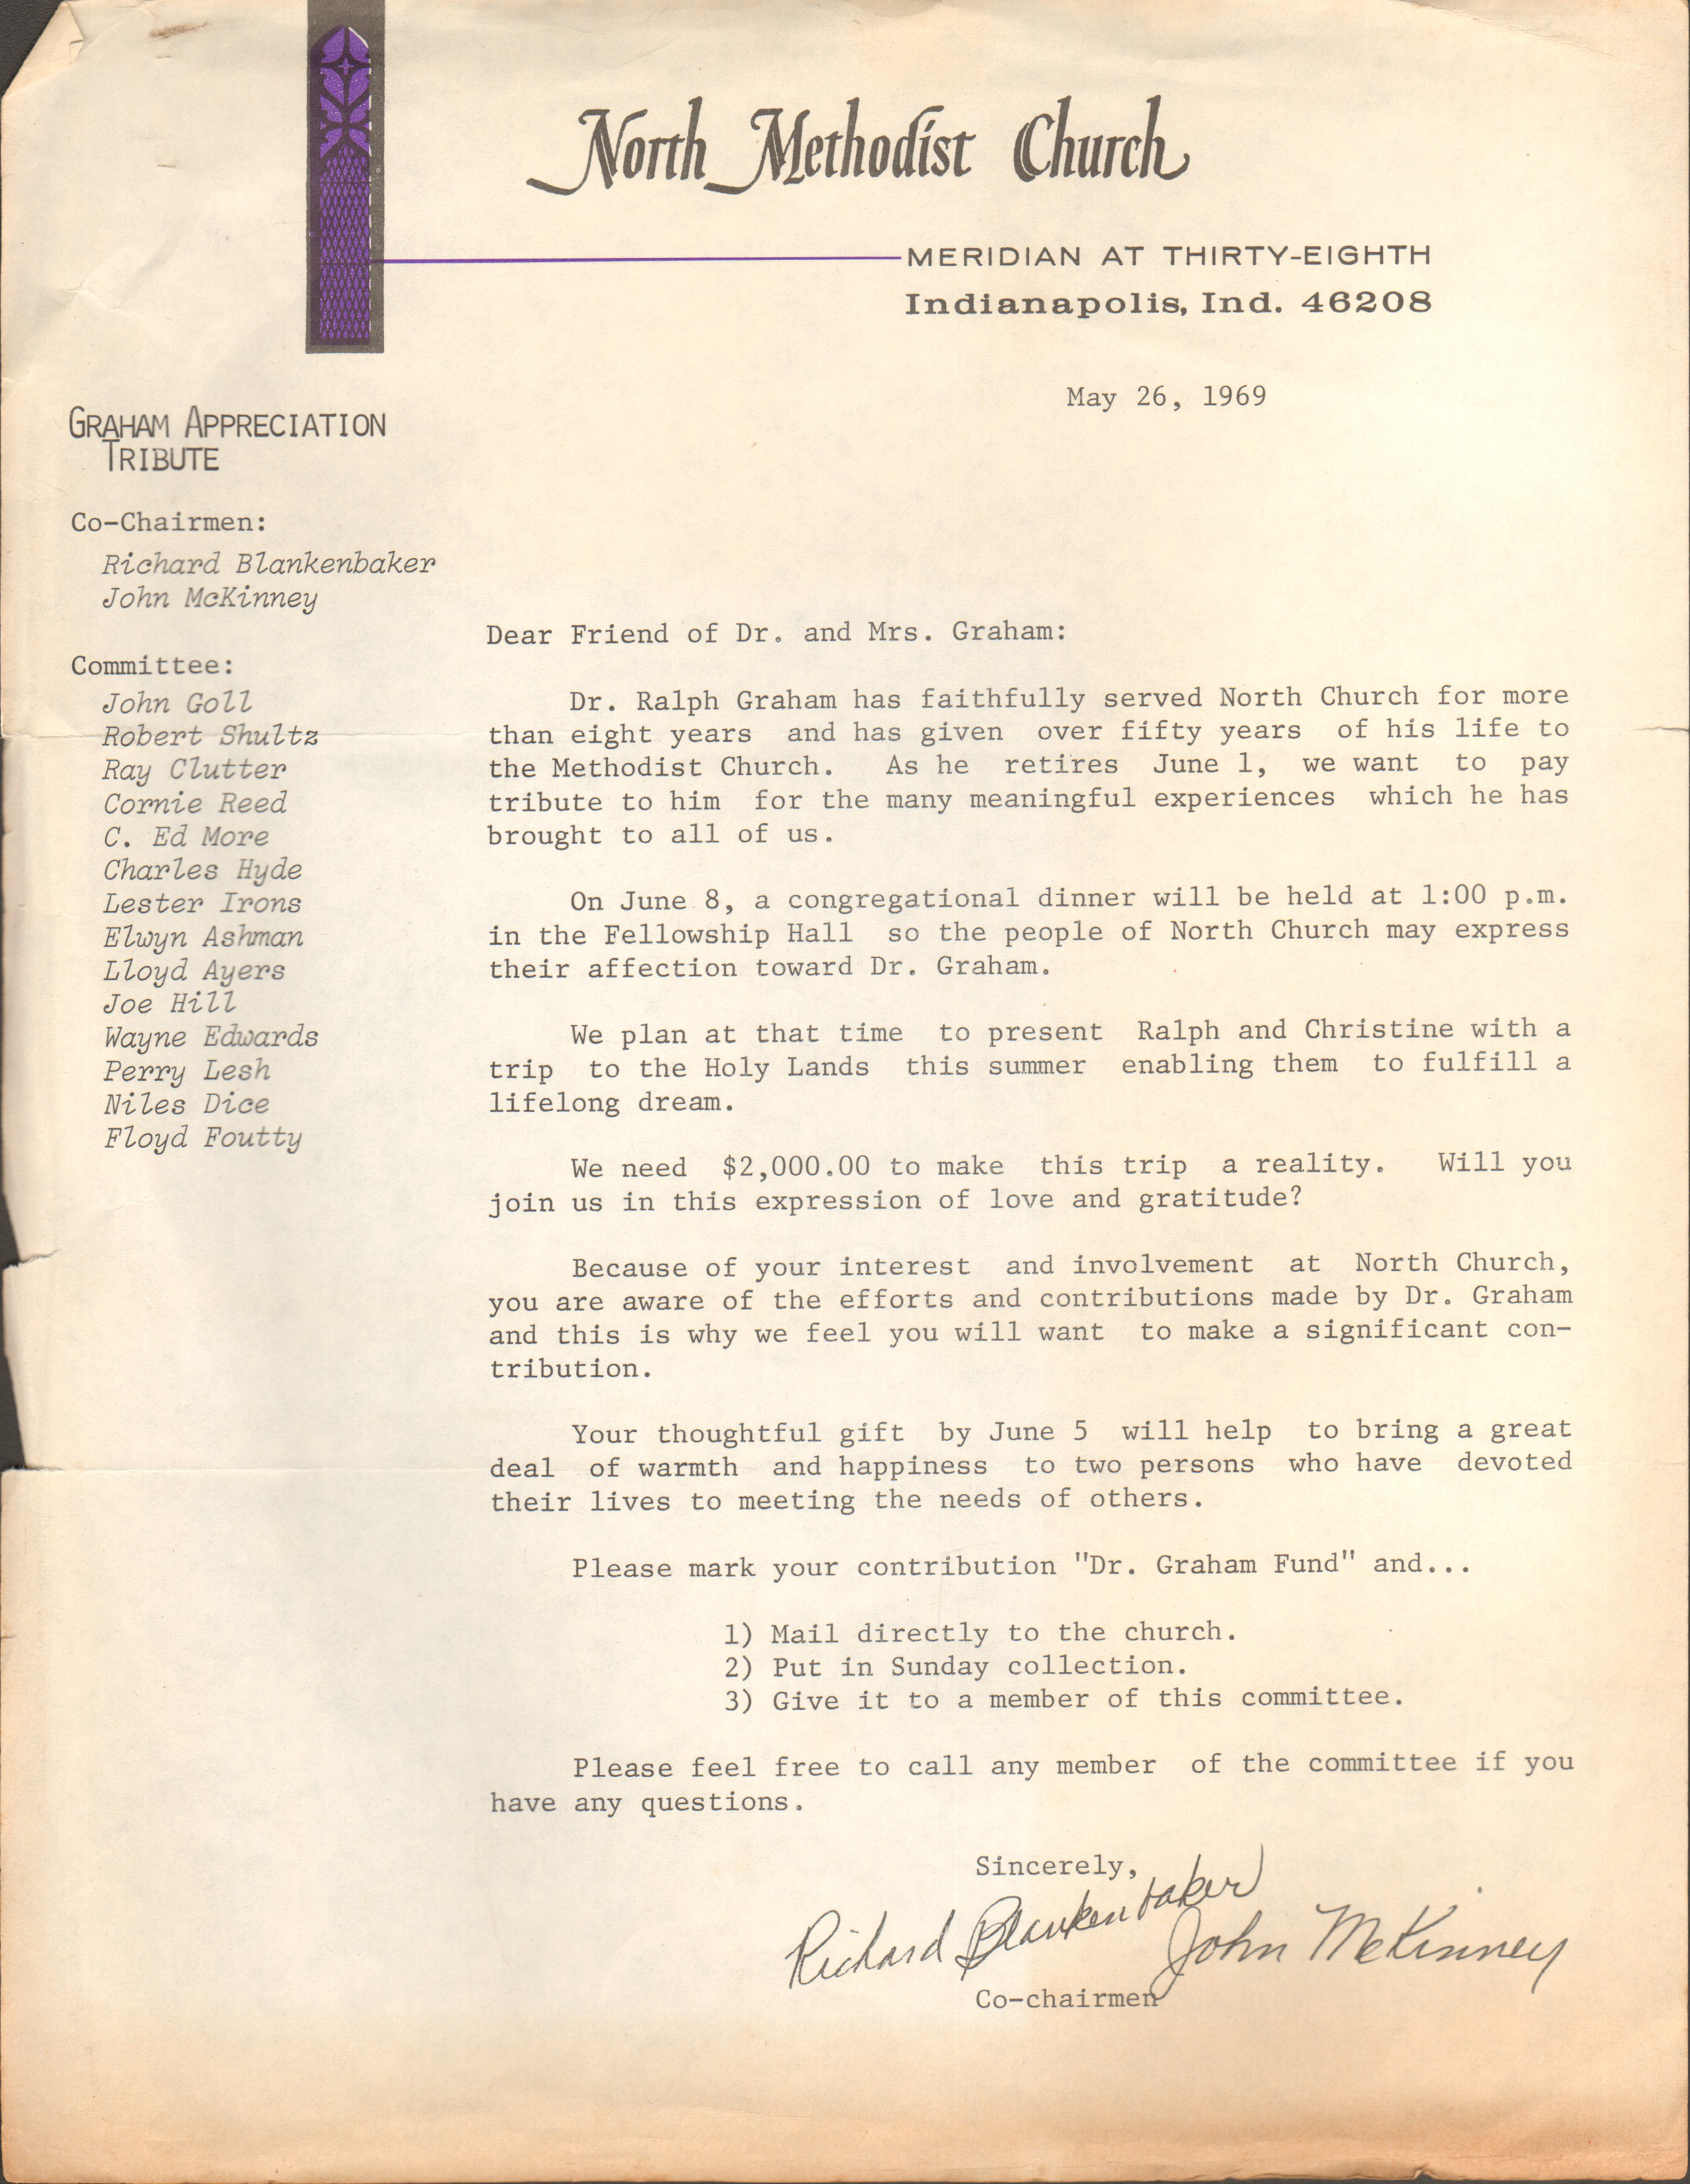 North Methodist Church
MERIDIAN AT THIRTY-EIGHTH
Indianapolis, Ind. 46208
May 26, 1969
GRAHAM APPRECIATION
TRIBUTE
Co-Chairmen:
Richard Blankenbaker
John McKinney
Committee:
John Goll
Robert Shultz
Ray Clutter
Cornie Reed
C. Ed More
Charles Hyde
Lester Irons
Elwyn Ashman
Lloyd Ayers
Joe Hill
Wayne Edwards
Perry Lesh
Niles Dice
Floyd Foutty
Dear Friend of Dr. and Mrs. Graham:
Dr. Ralph Graham has faithfully served North Church for more
than eight years and has given over fifty years of his life to
the Methodist Church. As he retires June 1, we want to pay
tribute to him for the many meaningful experiences which he has
brought to all of us.
On June 8, a congregational dinner will be held at 1:00 p.m.
in the Fellowship Hall so the people of North Church may express
their affection toward Dr. Graham.
We plan at that time to present Ralph and Christine with a
trip to the Holy Lands this summer enabling them to fulfill a
lifelong dream.
We need $2,000.00 to make this trip a reality. Will you
join us in this expression of love and gratitude?
Because of your interest and involvement at North Church,
you are aware of the efforts and contributions made by Dr. Graham
and this is why we feel you will want to make a significant con-
tribution.
Your thoughtful gift by June 5 will help to bring a great
deal of warmth and happiness to two persons who have devoted
their lives to meeting the needs of others.
Please mark your contribution "Dr. Graham Fund" and...
1) Mail directly to the church.
2) Put in Sunday collection.
3) Give it to a member of this committee.
Please feel free to call any member of the committee if you
have any questions.
Sincerely,
Richard Blankenbaker John McKinney
Co-chairmen